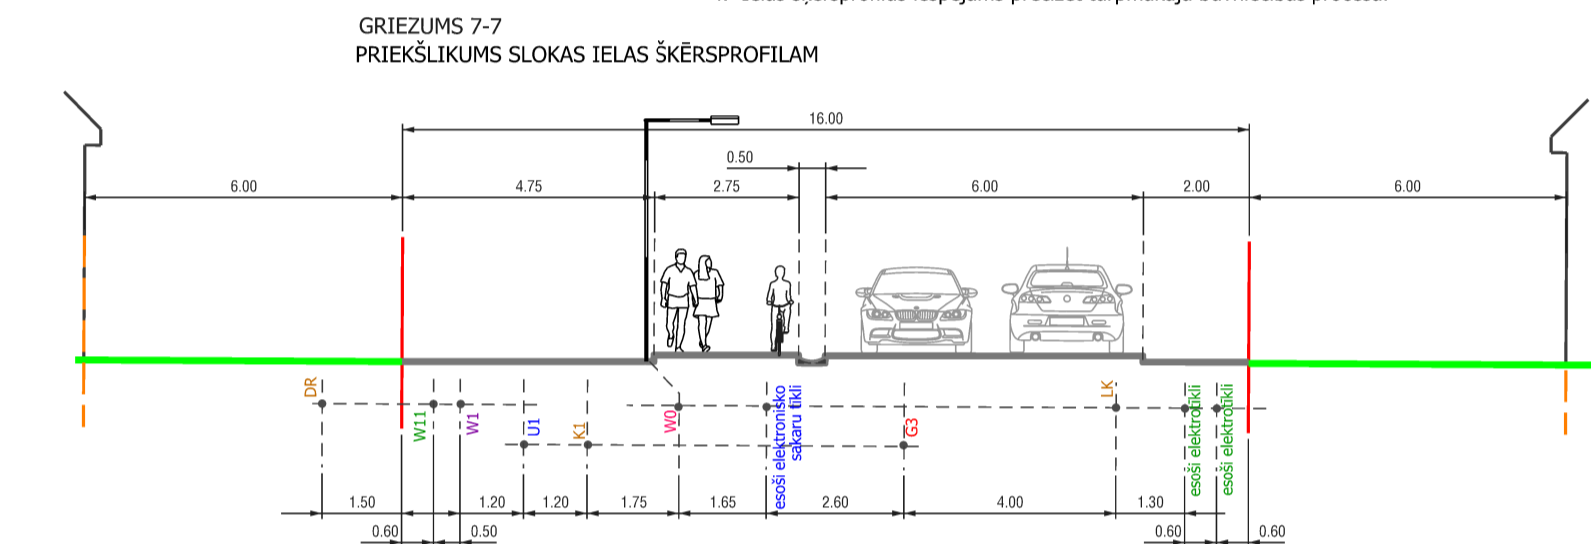 GRIEZUMS 7-7
PRIEKŠLIKUMS SLOKAS IELAS ŠĶĒRSPROFILAM
16.00
0.50
6.00 4.75 2.75 6.00 2.00 6.00
DR
W11
W1
U1
K1
W0
esoši elektronisko
sakaru tīkli
G3
LK
esoši elektrotīkli
esoši elektrotīkli
1.50 1.20 1.20 1.75 1.65 2.60 4.00 1.30
0.60 0.50 0.60 0.60